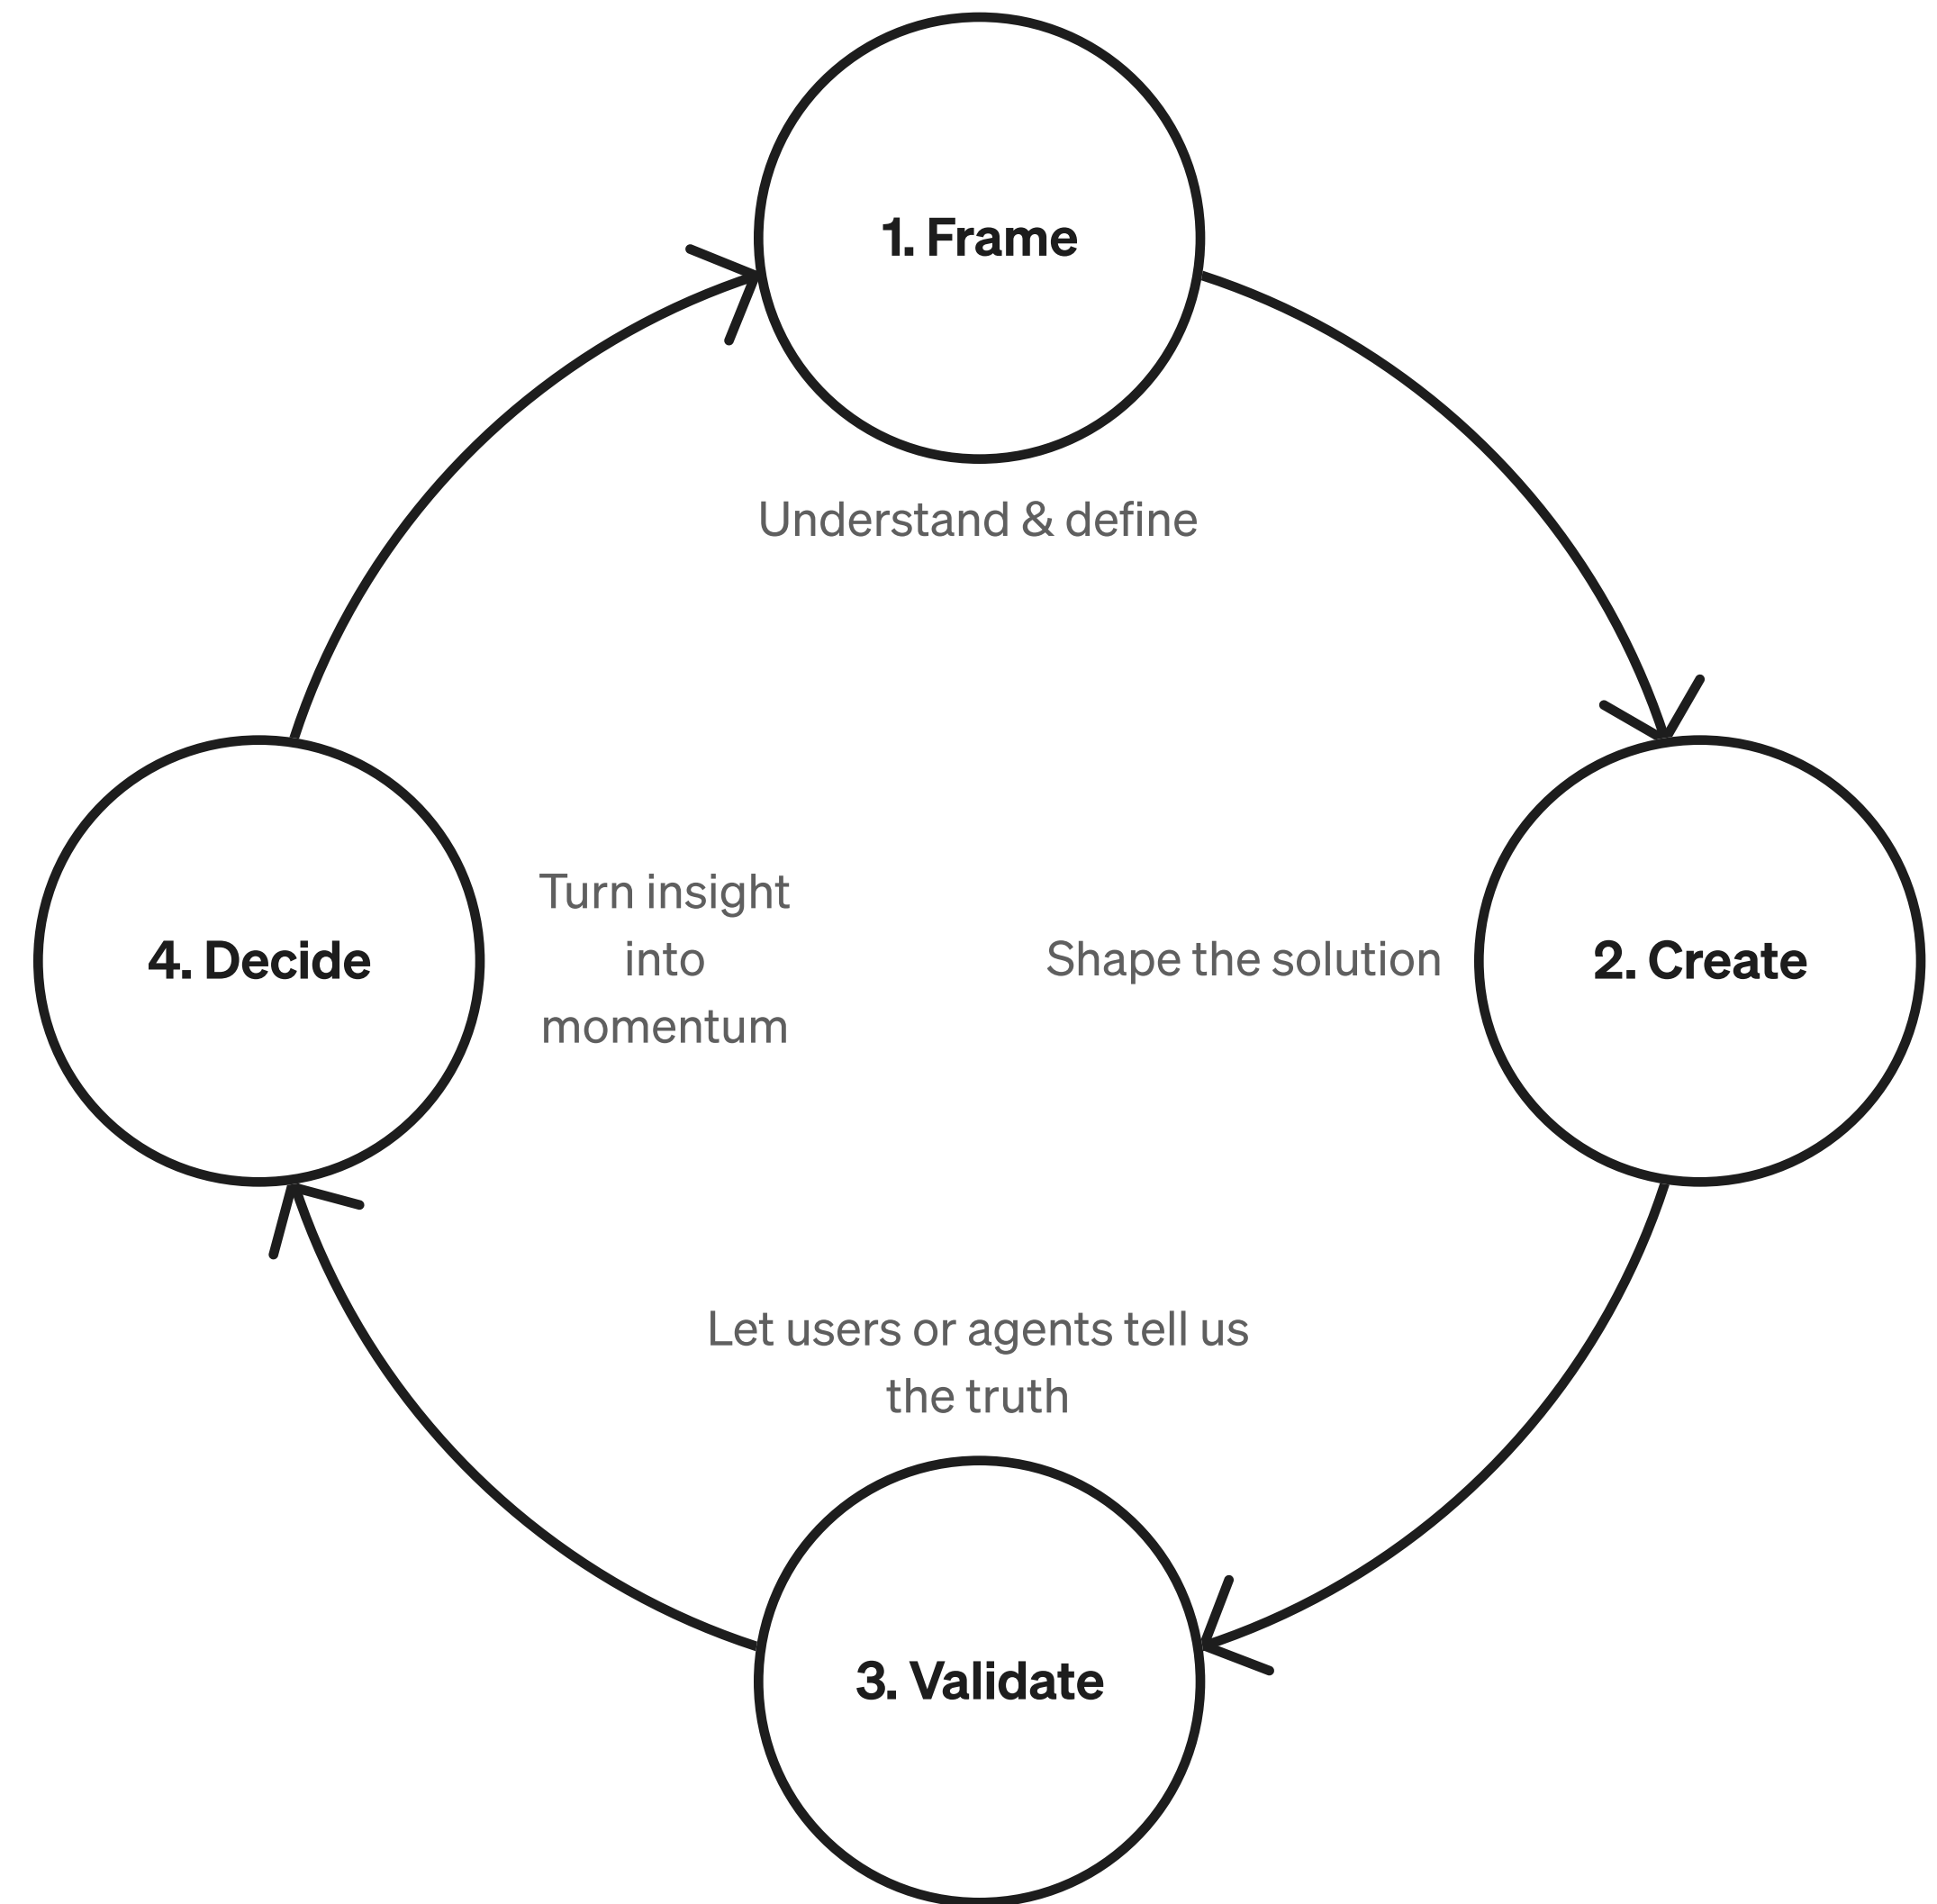 1. Frame
Understand & define
Turn insight
into
momentum
4. Decide
Shape the solution
2. Create
Let users or agents tell us
the truth
3. Validate